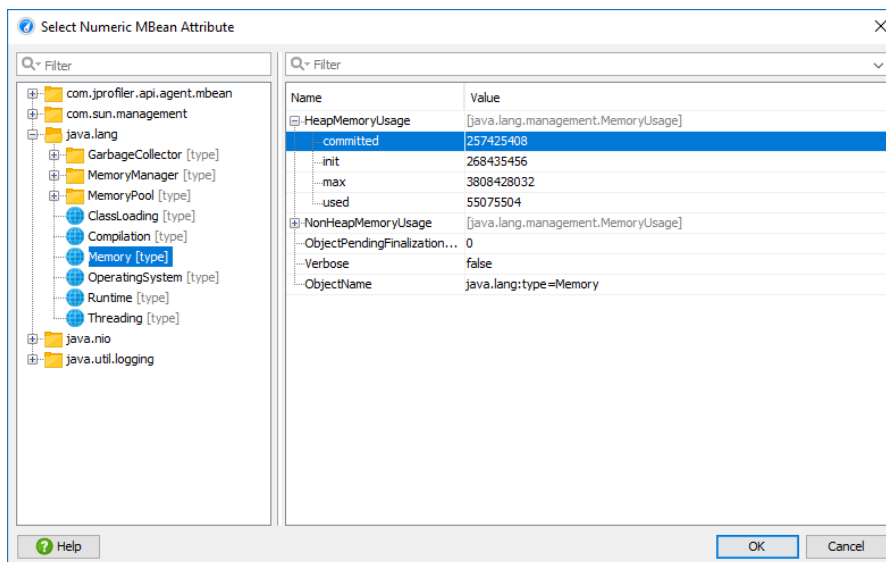 Select Numeric MBean Attribute
Filter
com.jprofiler.api.agent.mbean
com.sun.management
java.lang
GarbageCollector [type]
MemoryManager [type]
MemoryPool [type]
ClassLoading [type]
Compilation [type]
Memory [type]
OperatingSystem [type]
Runtime [type]
Threading [type]
java.nio
java.util.logging
Filter
Name Value
HeapMemoryUsage [java.lang.management.MemoryUsage]
committed 257425408
init 268435456
max 3808428032
used 55075504
NonHeapMemoryUsage [java.lang.management.MemoryUsage]
ObjectPendingFinalization... 0
Verbose false
ObjectName java.lang:type=Memory
Help OK Cancel